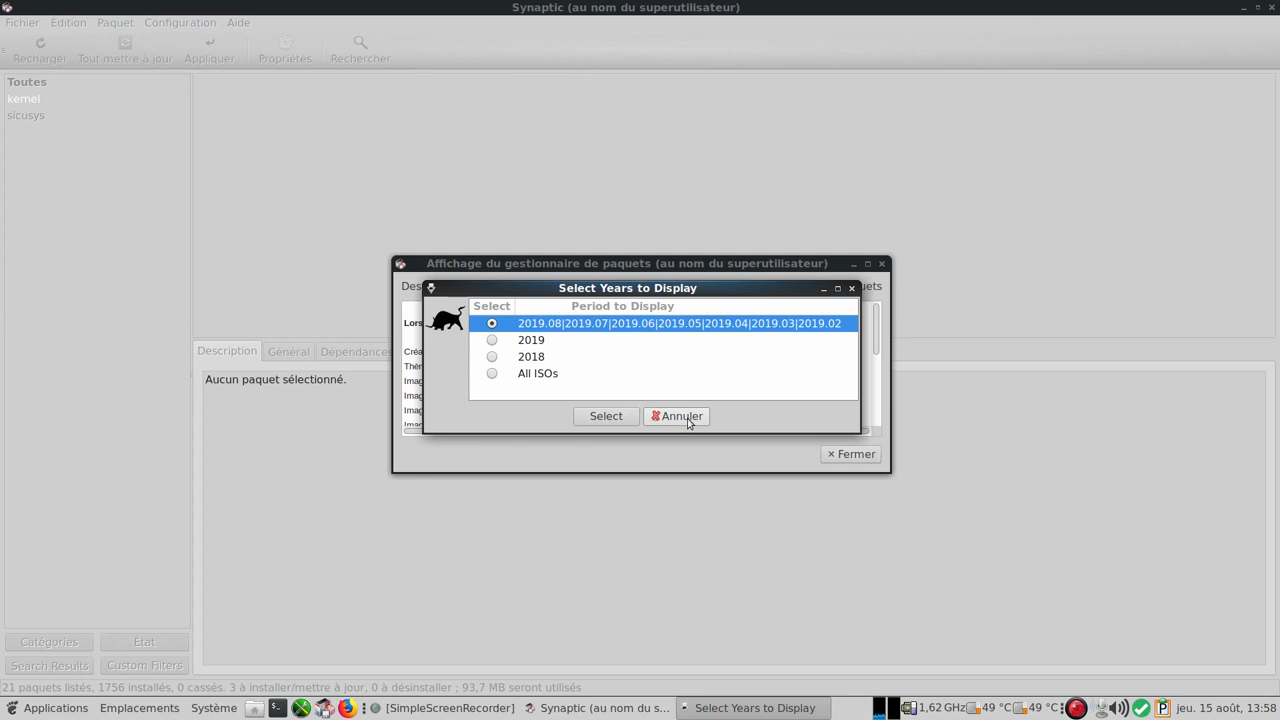 Synaptic (au nom du superutilisateur)
Fichier Édition Paquet Configuration Aide
Recharger Tout mettre à jour Appliquer Propriétés Rechercher
Toutes
kernel
sicusys
Affichage du gestionnaire de paquets (au nom du superutilisateur)
Select Years to Display
Select Period to Display
2019.08|2019.07|2019.06|2019.05|2019.04|2019.03|2019.02
2019
2018
All ISOs
Select Annuler
Fermer
Description Général Dépendances
Aucun paquet sélectionné.
Catégories État
Search Results Custom Filters
21 paquets listés, 1756 installés, 0 cassés. 3 à installer/mettre à jour, 0 à désinstaller ; 93,7 MB seront utilisés
Applications Emplacements Système [SimpleScreenRecorder] Synaptic (au nom du s... Select Years to Display 1,62 GHz 49 °C 49 °C jeu. 15 août, 13:58